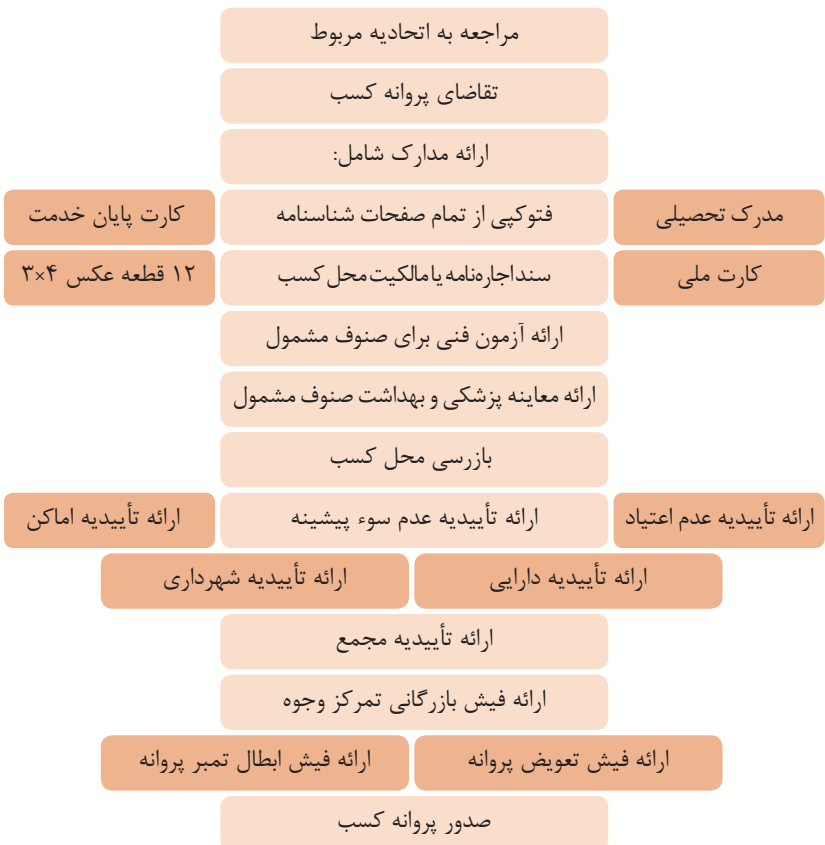 مراجعه به اتحادیه مربوط
تقاضای پروانه کسب
ارائه مدارک شامل:
مدرک تحصیلی
فتوکپی از تمام صفحات شناسنامه
کارت پایان خدمت
کارت ملی
سند اجاره‌نامه یا مالکیت محل کسب
۱۲ قطعه عکس ۴×۳
ارائه آزمون فنی برای صنوف مشمول
ارائه معاینه پزشکی و بهداشت صنوف مشمول
بازرسی محل کسب
ارائه تأییدیه عدم اعتیاد
ارائه تأییدیه عدم سوء پیشینه
ارائه تأییدیه اماکن
ارائه تأییدیه دارایی
ارائه تأییدیه شهرداری
ارائه تأییدیه مجمع
ارائه فیش بازرگانی تمرکز وجوه
ارائه فیش تعویض پروانه
ارائه فیش ابطال تمبر پروانه
صدور پروانه کسب